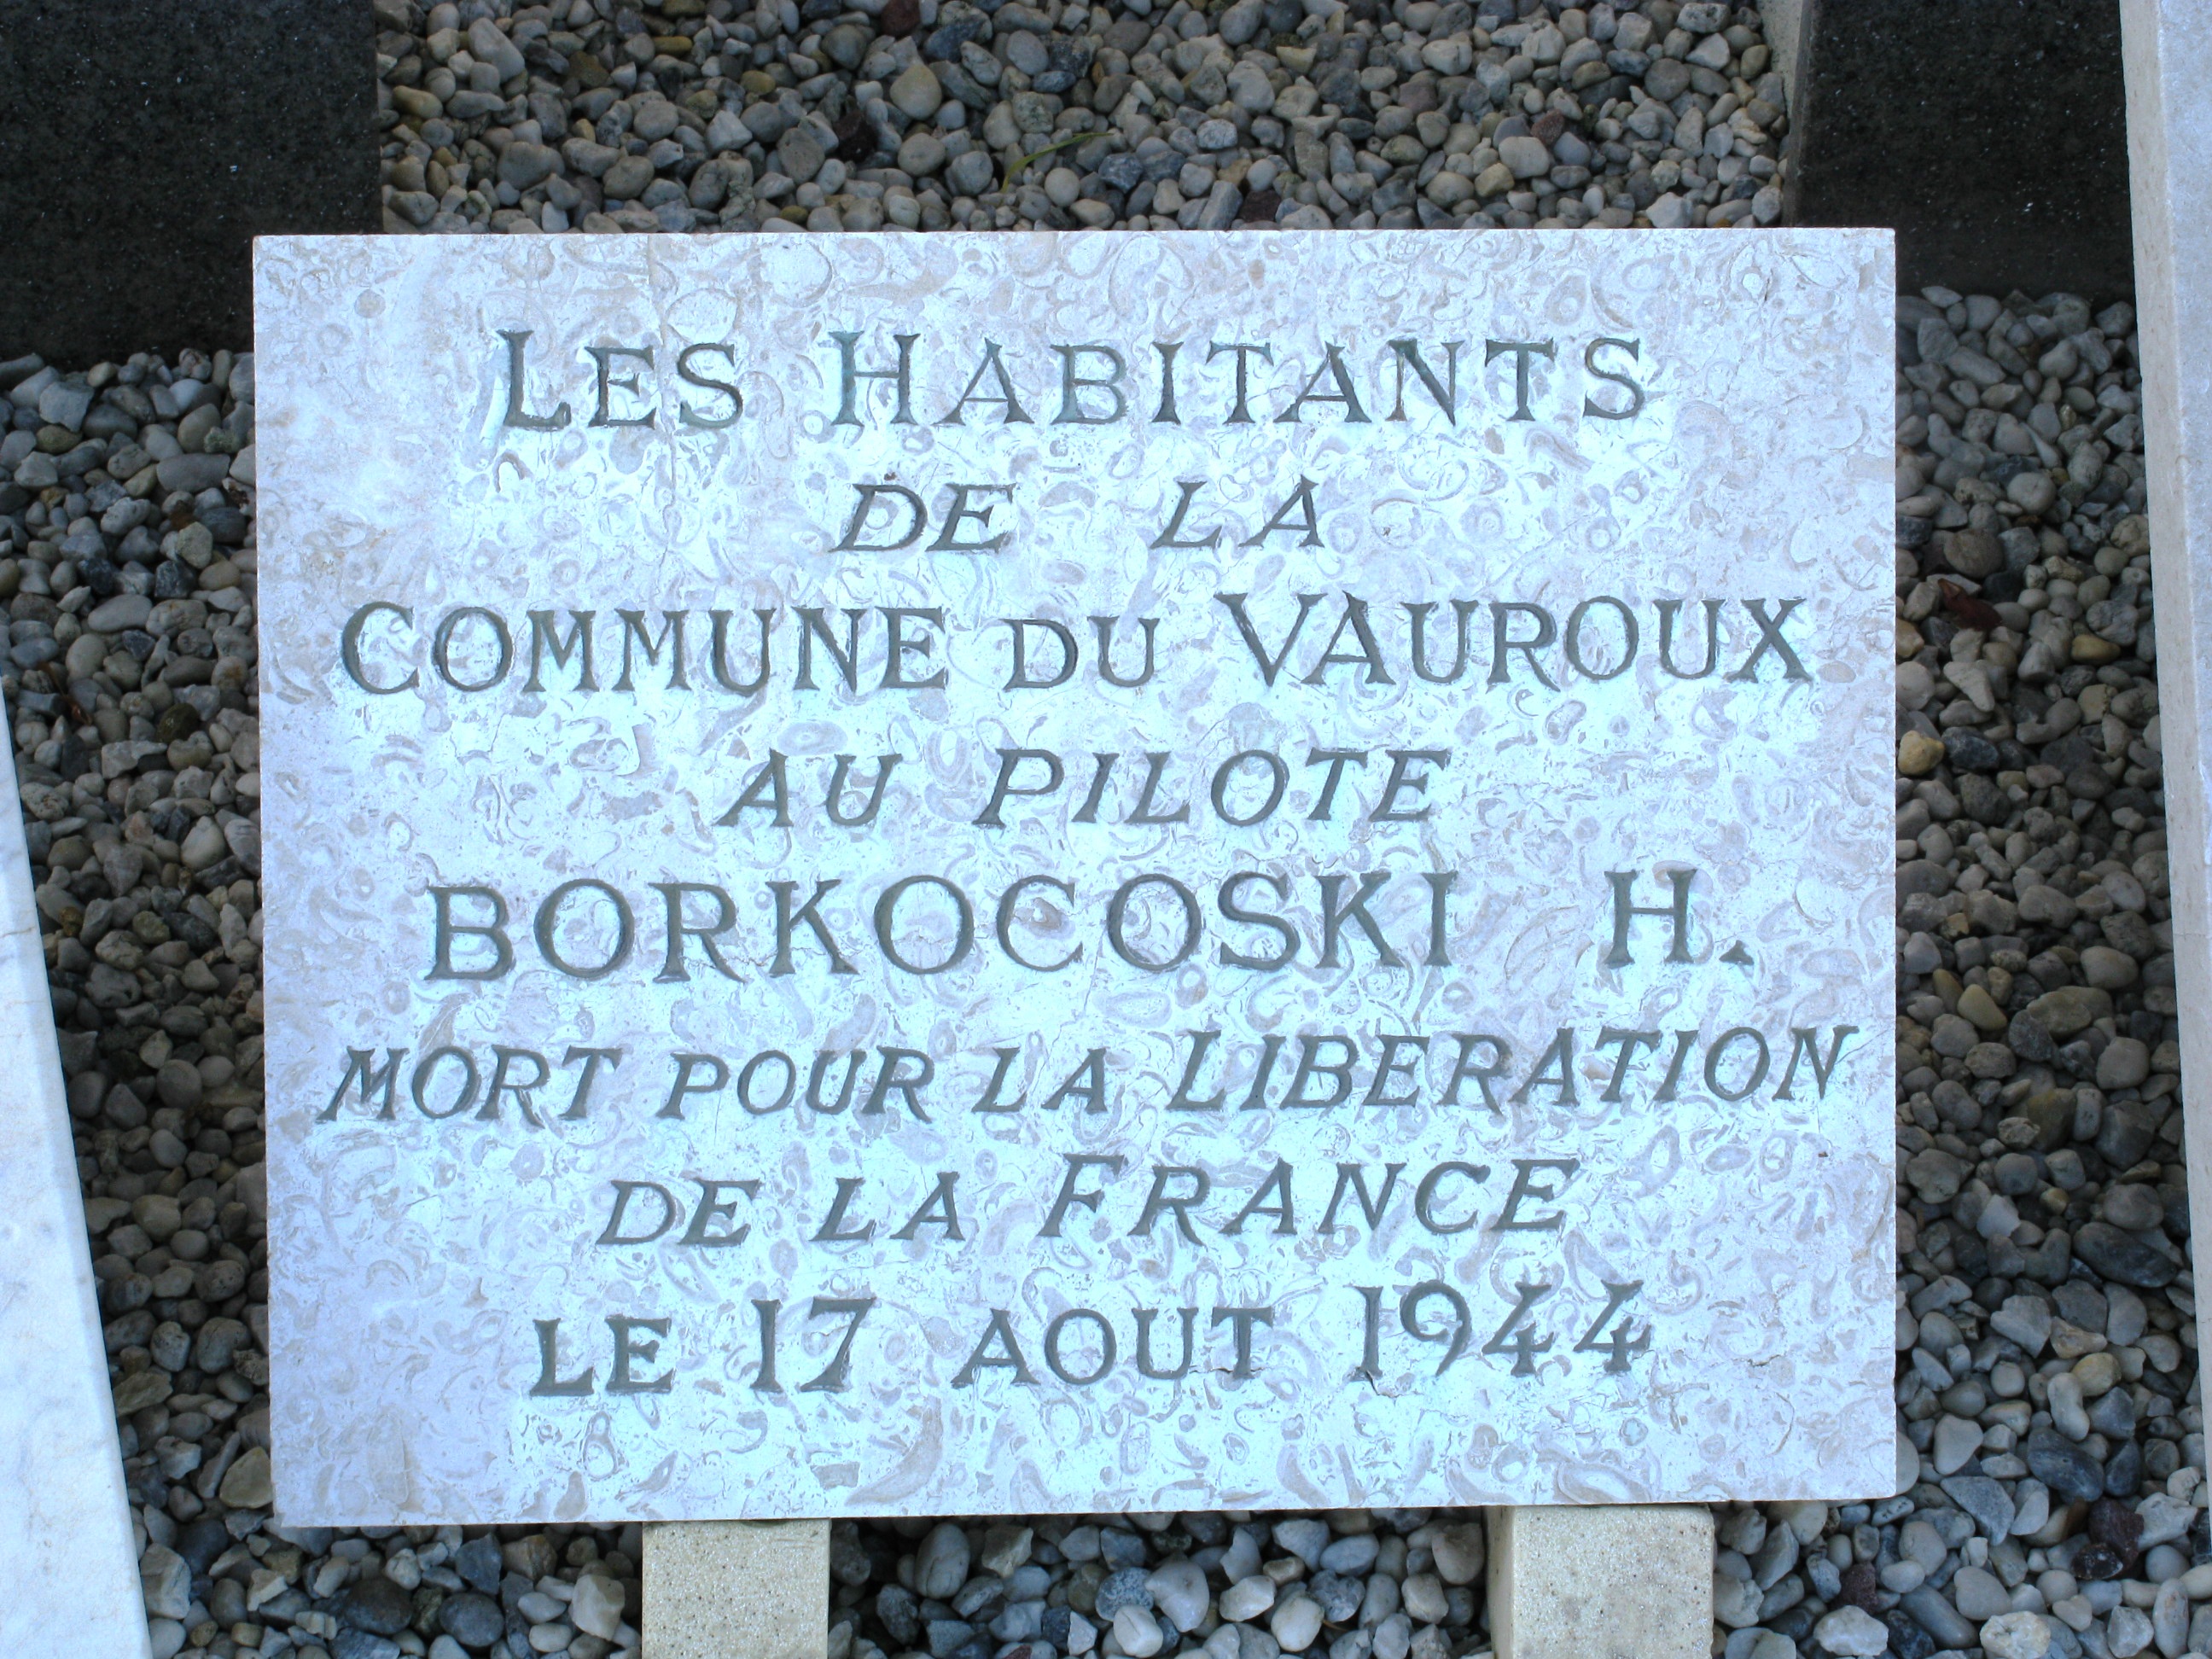 LES HABITANTS
DE LA
COMMUNE DU VAUROUX
AU PILOTE
BORKOCOSKI H.
MORT POUR LA LIBERATION
DE LA FRANCE
LE 17 AOUT 1944